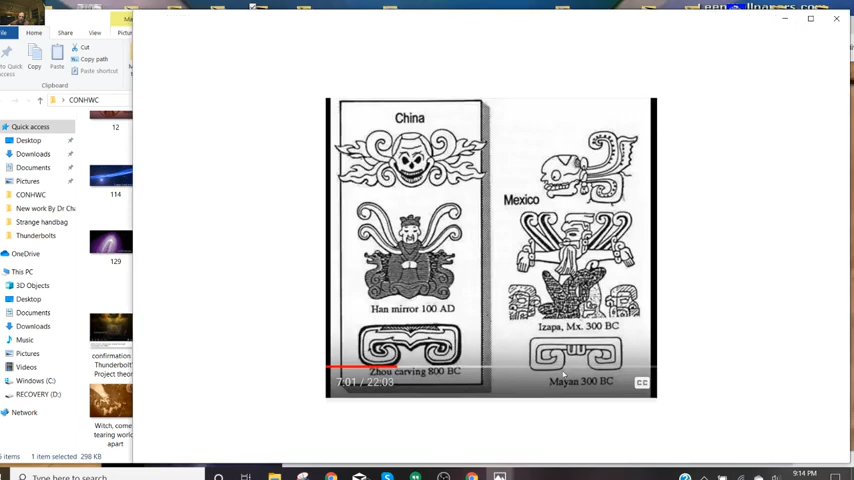 Home
Share
View
Copy
Paste
Cut
Copy path
Paste shortcut
Clipboard
CONHWC
Quick access
Desktop
Downloads
Documents
Pictures
CONHWC
New work By Dr Cha
Strange handbag
Thunderbolts
OneDrive
This PC
3D Objects
Desktop
Documents
Downloads
Music
Pictures
Videos
Windows (C:)
RECOVERY (D:)
Network
12
114
129
confirmation
Thunderbolt'
Project theor
Witch, come
tearing world
apart
1 item selected 298 KB
China
Han mirror 100 AD
Zhou carving 800 BC
Mexico
Izapa, Mx. 300 BC
Mayan 300 BC
7:01 / 22:03
CC
Type here to search
9:14 PM